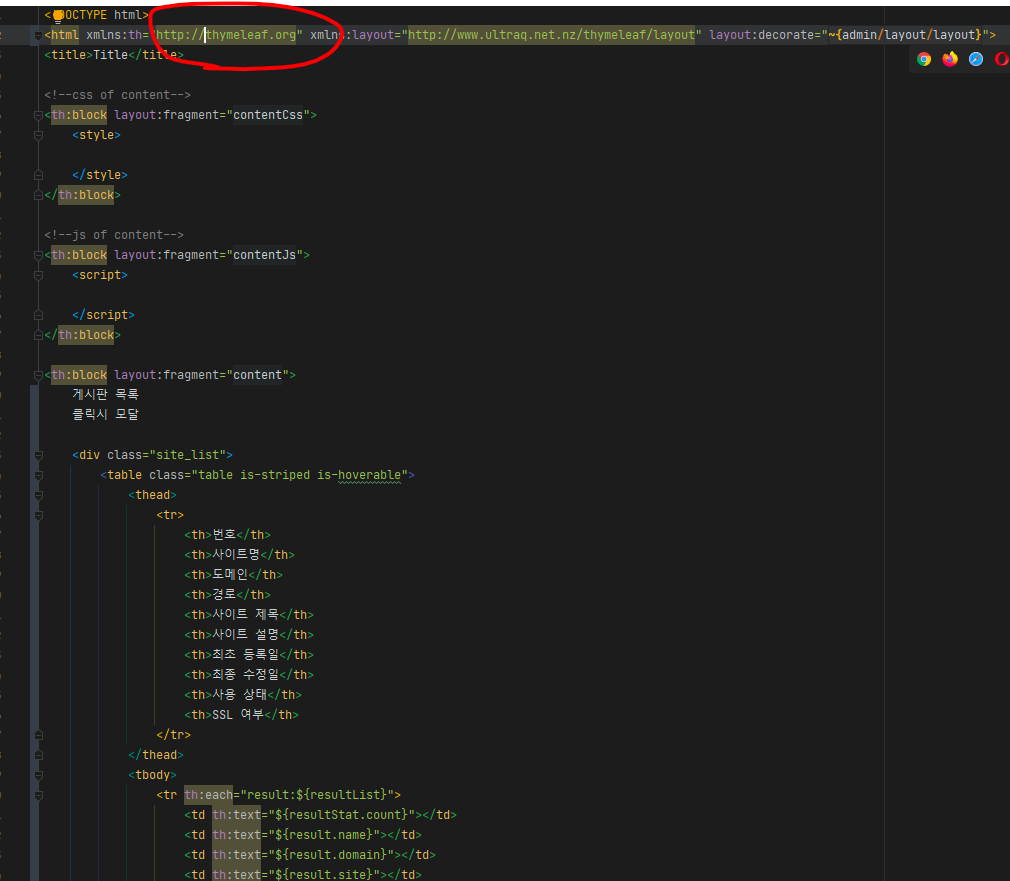 <!DOCTYPE html>
<html xmlns:th="http://thymeleaf.org" xmlns:layout="http://www.ultraq.net.nz/thymeleaf/layout" layout:decorate="~{admin/layout/layout}">
<title>Title</title>
<!--css of content-->
<th:block layout:fragment="contentCss">
<style>
</style>
</th:block>
<!--js of content-->
<th:block layout:fragment="contentJs">
<script>
</script>
</th:block>
<th:block layout:fragment="content">
게시판 목록
클릭시 모달
<div class="site_list">
<table class="table is-striped is-hoverable">
<thead>
<tr>
<th>번호</th>
<th>사이트명</th>
<th>도메인</th>
<th>경로</th>
<th>사이트 제목</th>
<th>사이트 설명</th>
<th>최초 등록일</th>
<th>최종 수정일</th>
<th>사용 상태</th>
<th>SSL 여부</th>
</tr>
</thead>
<tbody>
<tr th:each="result:${resultList}">
<td th:text="${resultStat.count}"></td>
<td th:text="${result.name}"></td>
<td th:text="${result.domain}"></td>
<td th:text="${result.site}"></td>